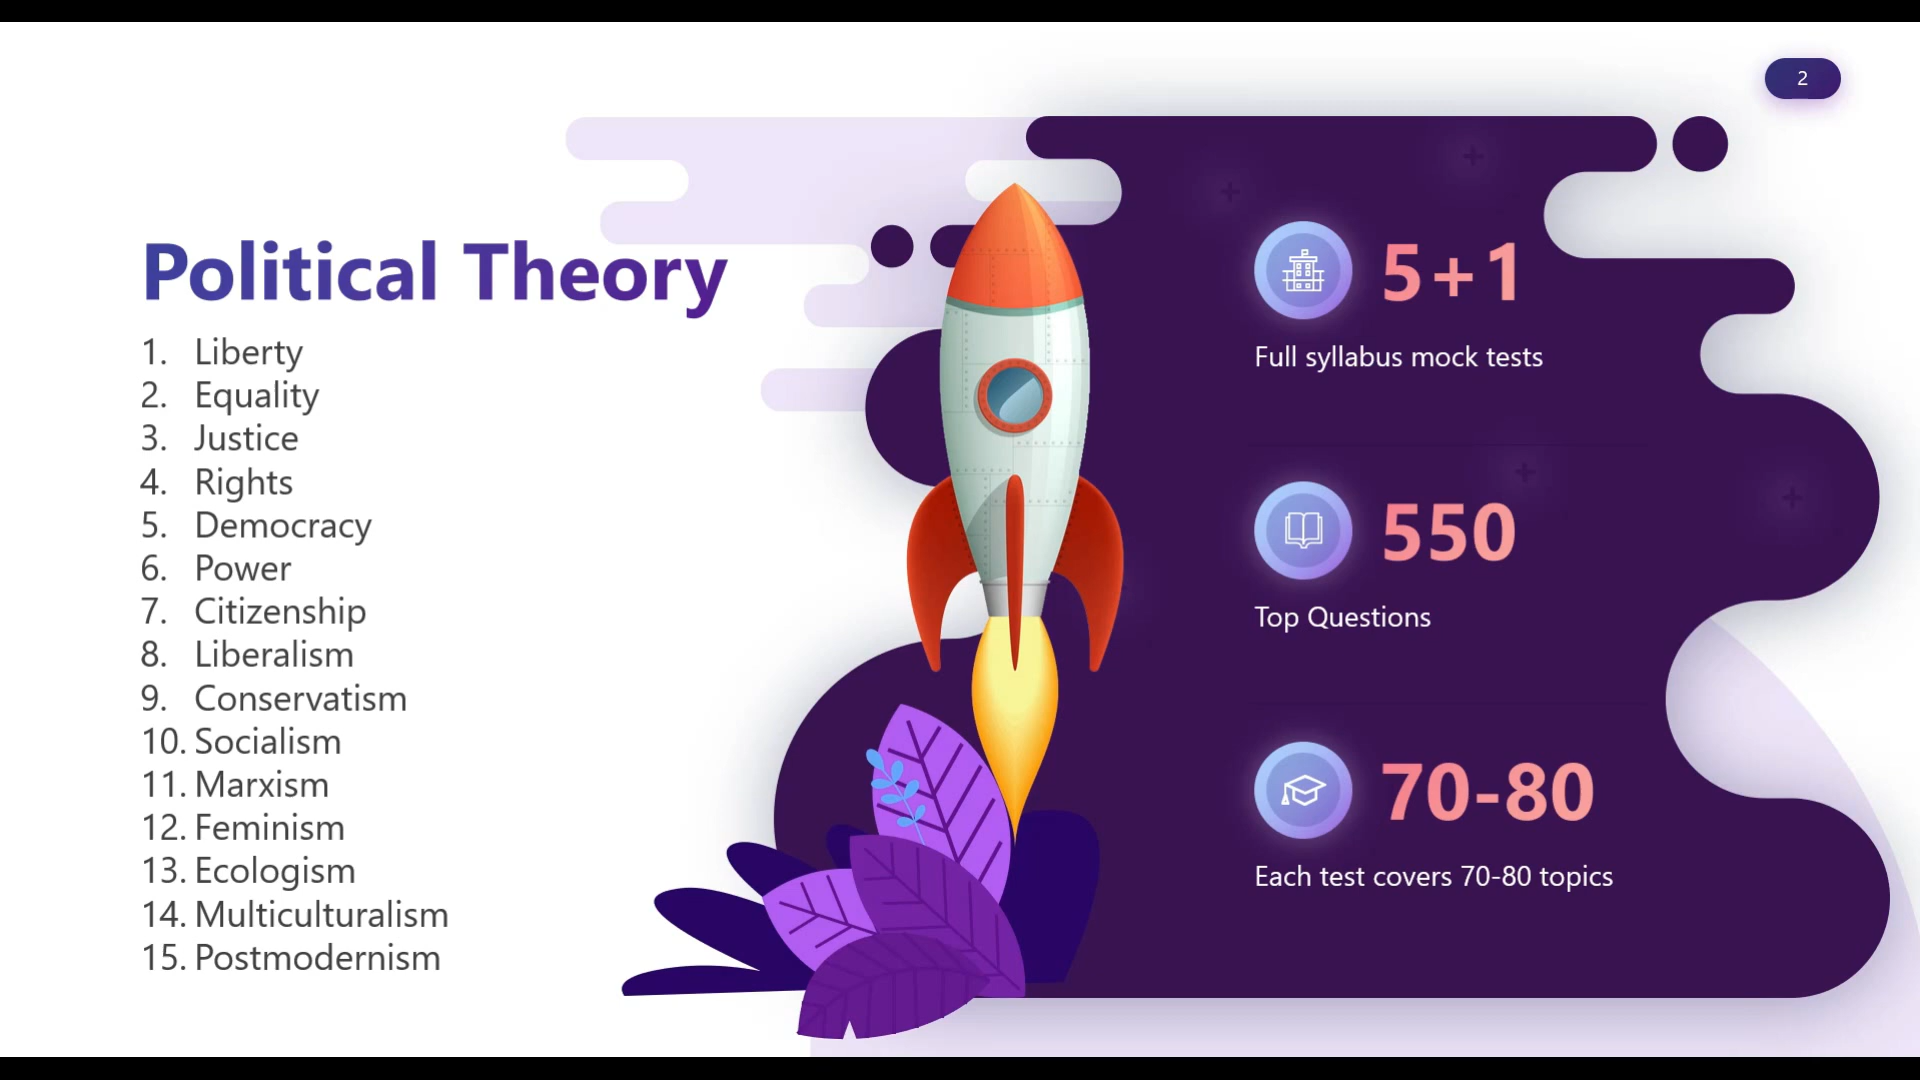 2
Political Theory
1. Liberty
2. Equality
3. Justice
4. Rights
5. Democracy
6. Power
7. Citizenship
8. Liberalism
9. Conservatism
10. Socialism
11. Marxism
12. Feminism
13. Ecologism
14. Multiculturalism
15. Postmodernism
5+1
Full syllabus mock tests
550
Top Questions
70-80
Each test covers 70-80 topics